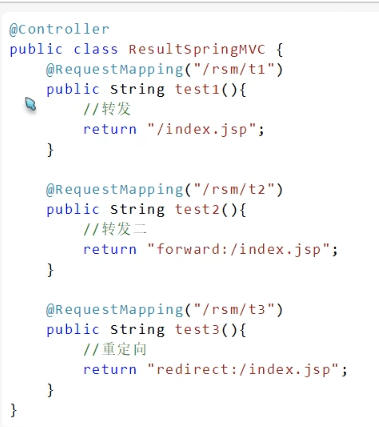 @Controller
public class ResultSpringMVC {
@RequestMapping("/rsm/t1")
public String test1(){
//转发
return "/index.jsp";
}
@RequestMapping("/rsm/t2")
public String test2(){
//转发二
return "forward:/index.jsp";
}
@RequestMapping("/rsm/t3")
public String test3(){
//重定向
return "redirect:/index.jsp";
}
}